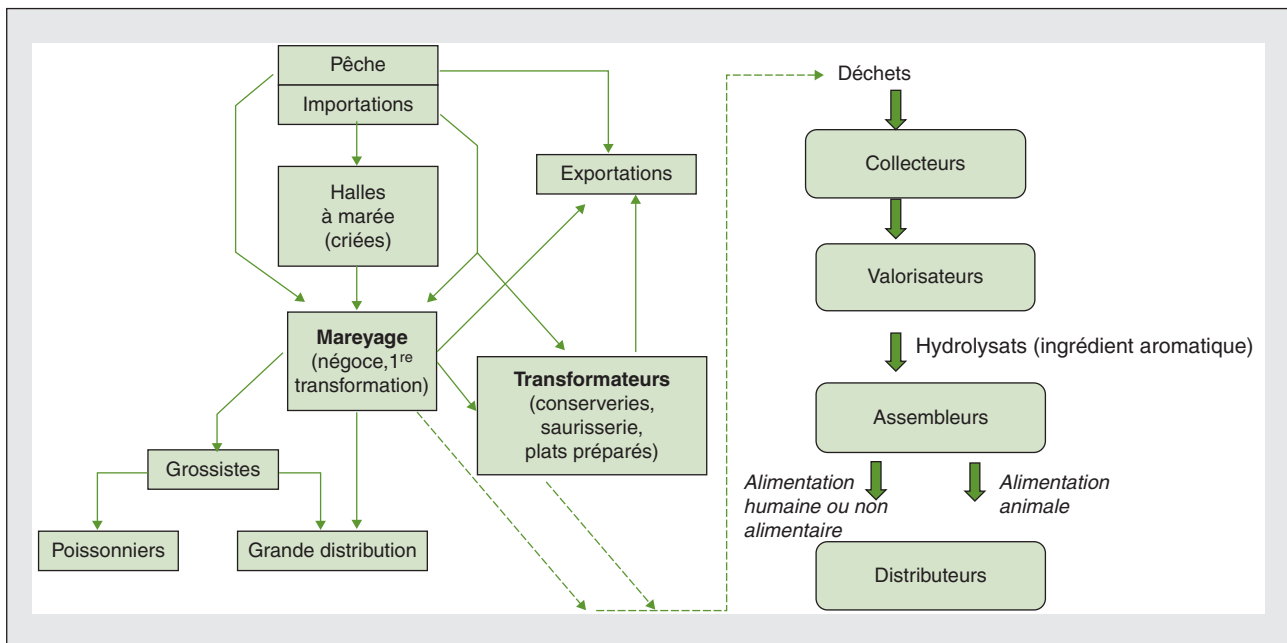 Pêche
Importations
Halles
à marée
(criées)
Exportations
Mareyage
(négoce,1re
transformation)
Transformateurs
(conserveries,
saurisserie,
plats préparés)
Grossistes
Poissonniers
Grande distribution
Déchets
Collecteurs
Valorisateurs
Hydrolysats (ingrédient aromatique)
Assembleurs
Alimentation
humaine ou non
alimentaire
Alimentation
animale
Distributeurs